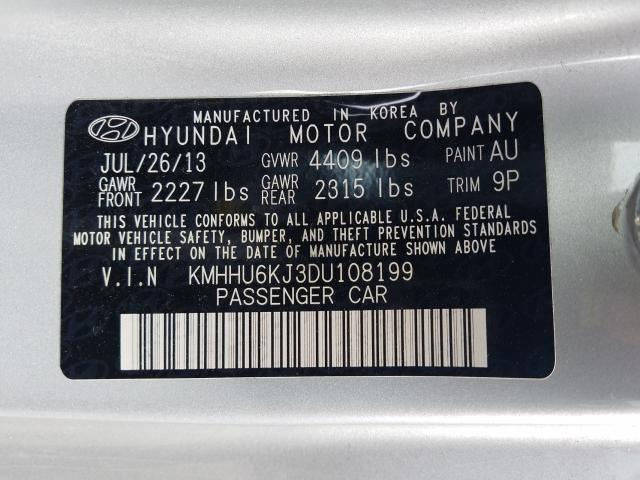 MANUFACTURED IN KOREA BY
HYUNDAI MOTOR COMPANY
JUL/26/13 GVWR 4409 lbs PAINT AU
GAWR FRONT 2227 lbs GAWR REAR 2315 lbs TRIM 9P
THIS VEHICLE CONFORMS TO ALL APPLICABLE U.S.A. FEDERAL
MOTOR VEHICLE SAFETY, BUMPER, AND THEFT PREVENTION STANDARDS
IN EFFECT ON THE DATE OF MANUFACTURE SHOWN ABOVE.
V.I.N KMHHU6KJ3DU108199
PASSENGER CAR